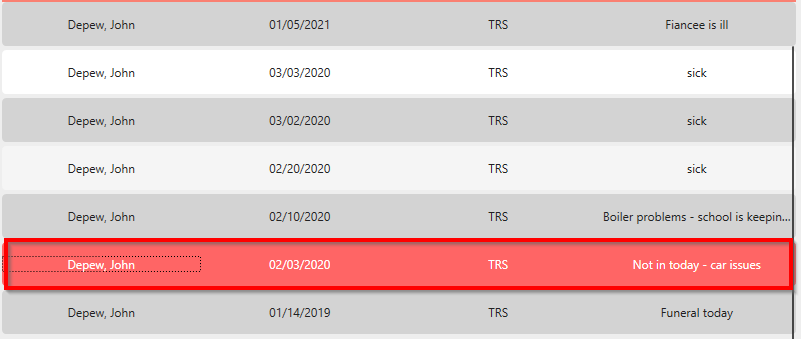 Depew, John 01/05/2021 TRS Fiancee is ill
Depew, John 03/03/2020 TRS sick
Depew, John 03/02/2020 TRS sick
Depew, John 02/20/2020 TRS sick
Depew, John 02/10/2020 TRS Boiler problems - school is keepin...
Depew, John 02/03/2020 TRS Not in today - car issues
Depew, John 01/14/2019 TRS Funeral today